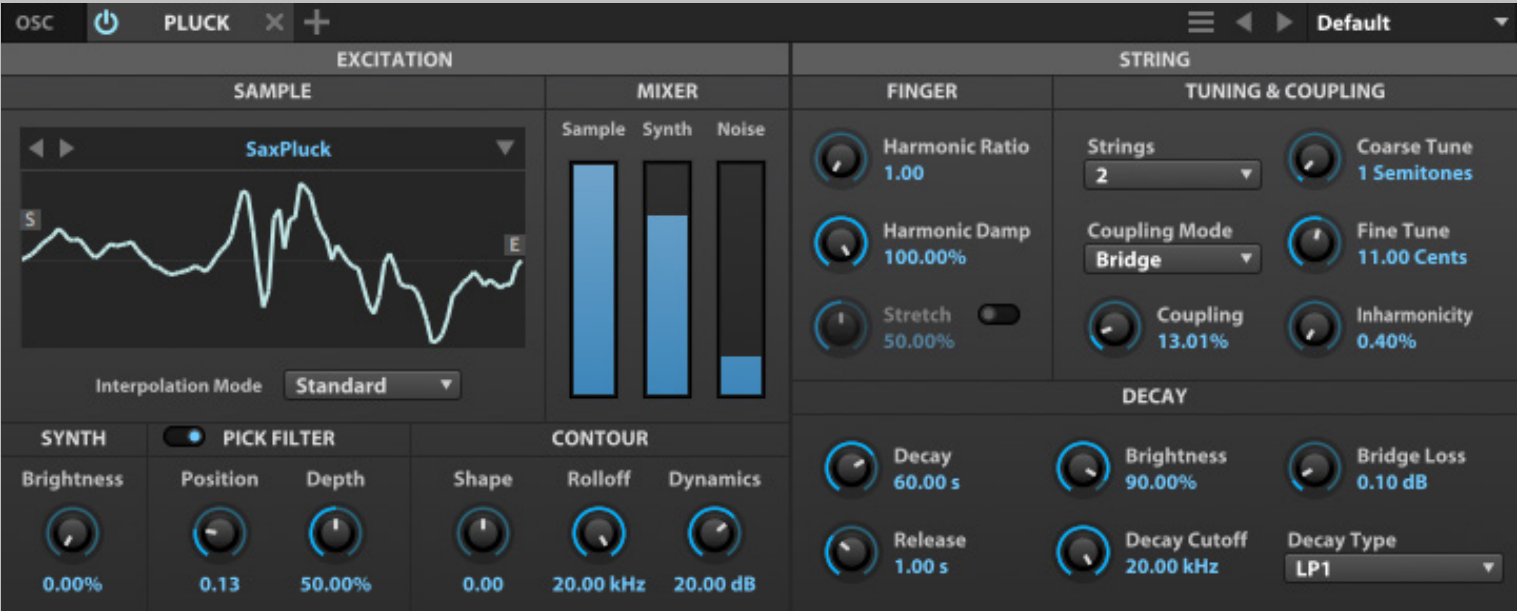 OSC PLUCK Default
EXCITATION
SAMPLE MIXER
SaxPluck
S
E
Interpolation Mode Standard
Sample Synth Noise
SYNTH PICK FILTER CONTOUR
Brightness Position Depth Shape Rolloff Dynamics
0.00% 0.13 50.00% 0.00 20.00 kHz 20.00 dB
STRING
FINGER TUNING & COUPLING
Harmonic Ratio
1.00
Harmonic Damp
100.00%
Stretch
50.00%
Strings
2
Coupling Mode
Bridge
Coupling
13.01%
Coarse Tune
1 Semitones
Fine Tune
11.00 Cents
Inharmonicity
0.40%
DECAY
Decay
60.00 s
Brightness
90.00%
Bridge Loss
0.10 dB
Release
1.00 s
Decay Cutoff
20.00 kHz
Decay Type
LP1